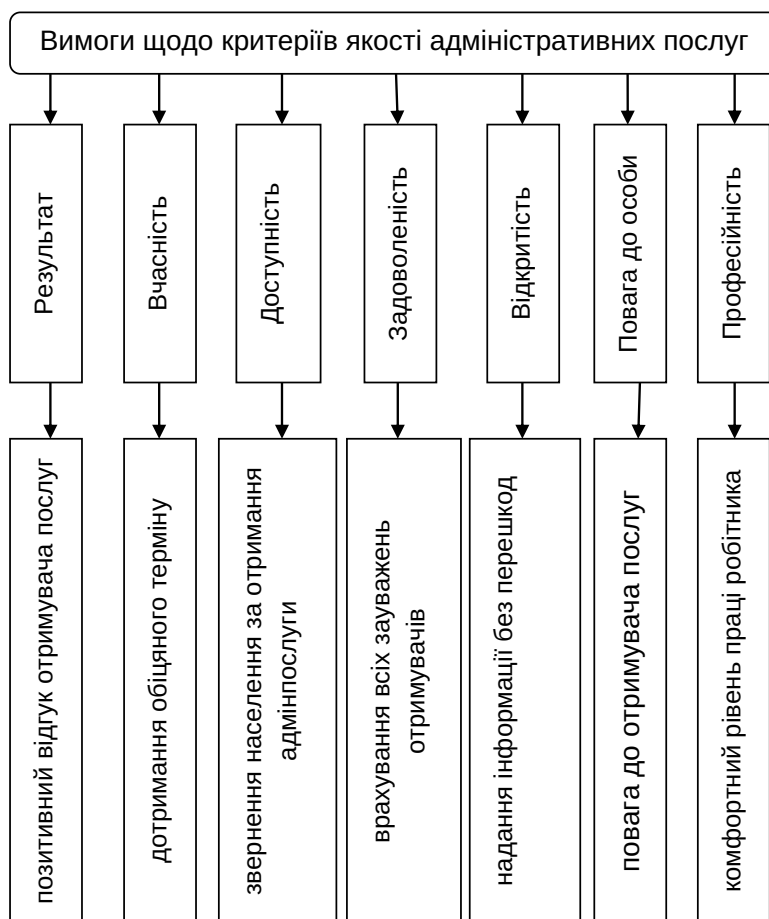 Вимоги щодо критеріїв якості адміністративних послуг
Результат
Вчасність
Доступність
Задоволеність
Відкритість
Повага до особи
Професійність
позитивний відгук отримувача послуг
дотримання обіцяного терміну
звернення населення за отримання
адмінпослуги
врахування всіх зауважень
отримувачів
надання інформації без перешкод
повага до отримувача послуг
комфортний рівень праці робітника